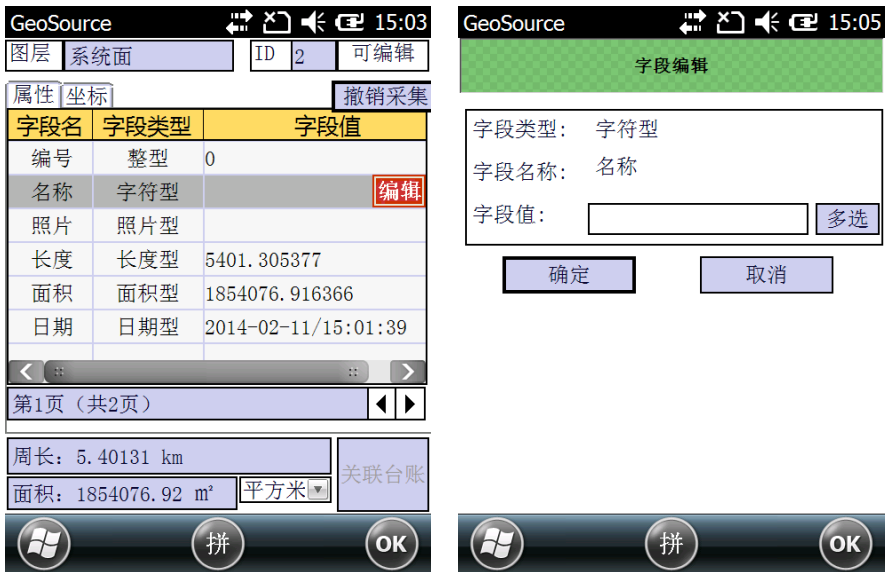 GeoSource 15:03
图层 系统面 ID 2 可编辑
属性 坐标 撤销采集
字段名 字段类型 字段值
编号 整型 0
名称 字符型 编辑
照片 照片型
长度 长度型 5401.305377
面积 面积型 1854076.916366
日期 日期型 2014-02-11/15:01:39
第1页（共2页）
周长: 5.40131 km
关联台账
面积: 1854076.92 m² 平方米
拼 OK
GeoSource 15:05
字段编辑
字段类型: 字符型
字段名称: 名称
字段值: 多选
确定 取消
拼 OK